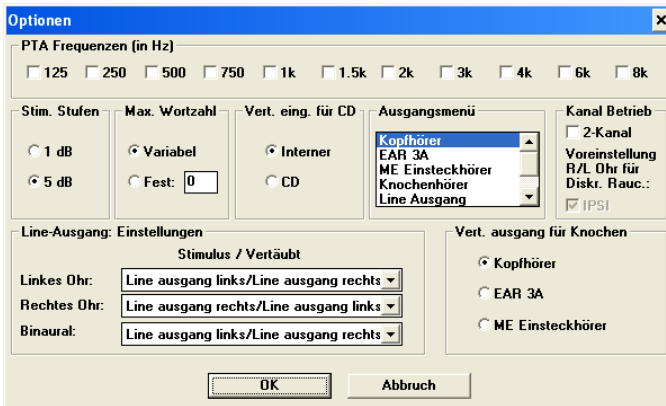 Optionen
PTA Frequenzen (in Hz)
125 250 500 750 1k 1.5k 2k 3k 4k 6k 8k
Stim. Stufen
1 dB
5 dB
Max. Wortzahl
Variabel
Fest: 0
Vert. eing. für CD
Interner
CD
Ausgangsmenü
Kopfhörer
EAR 3A
ME Einsteckhörer
Knochenhörer
Line Ausgang
Kanal Betrieb
2-Kanal
Voreinstellung
R/L Ohr für
Diskr. Rauc.:
IPSI
Line-Ausgang: Einstellungen
Stimulus / Vertäubt
Linkes Ohr: Line ausgang links/Line ausgang rechts
Rechtes Ohr: Line ausgang rechts/Line ausgang links
Binaural: Line ausgang links/Line ausgang rechts
Vert. ausgang für Knochen
Kopfhörer
EAR 3A
ME Einsteckhörer
OK Abbruch